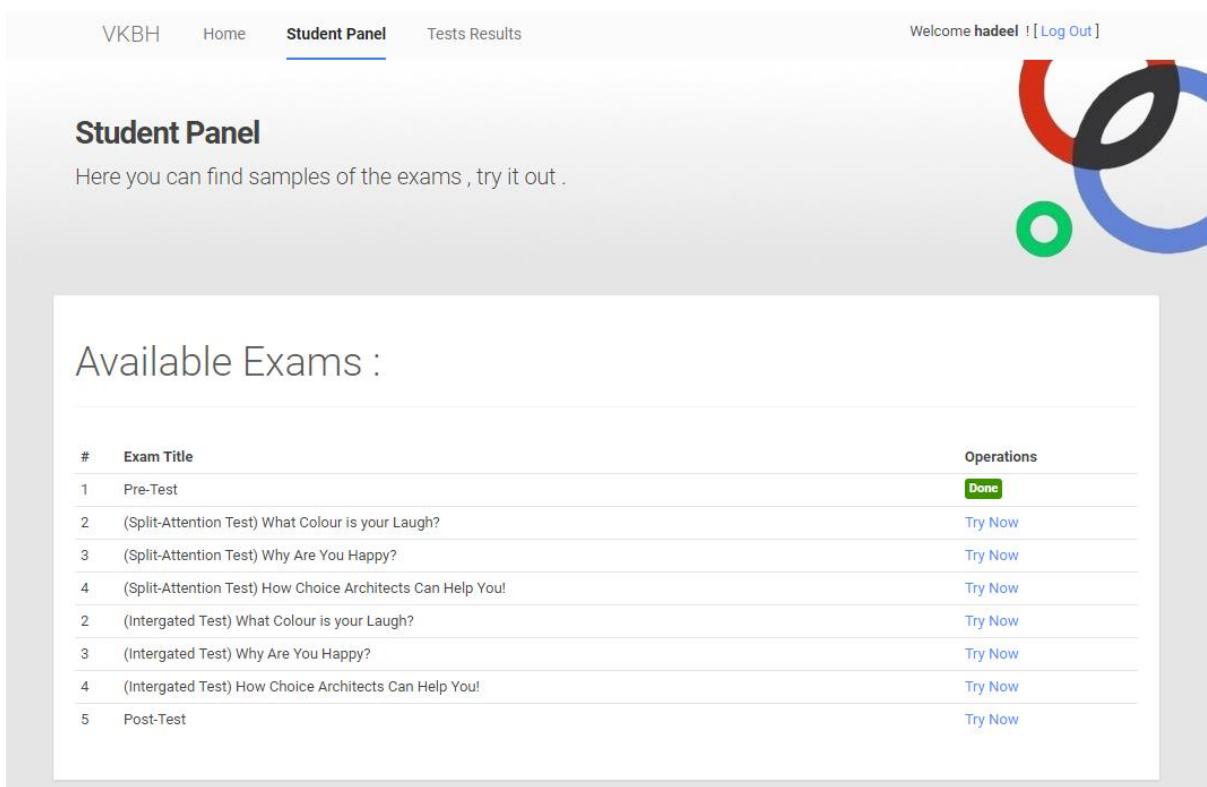 VKBH Home Student Panel Tests Results Welcome hadeel ! [ Log Out ]
Student Panel
Here you can find samples of the exams , try it out .
Available Exams :
# Exam Title Operations
1 Pre-Test Done
2 (Split-Attention Test) What Colour is your Laugh? Try Now
3 (Split-Attention Test) Why Are You Happy? Try Now
4 (Split-Attention Test) How Choice Architects Can Help You! Try Now
2 (Intergated Test) What Colour is your Laugh? Try Now
3 (Intergated Test) Why Are You Happy? Try Now
4 (Intergated Test) How Choice Architects Can Help You! Try Now
5 Post-Test Try Now